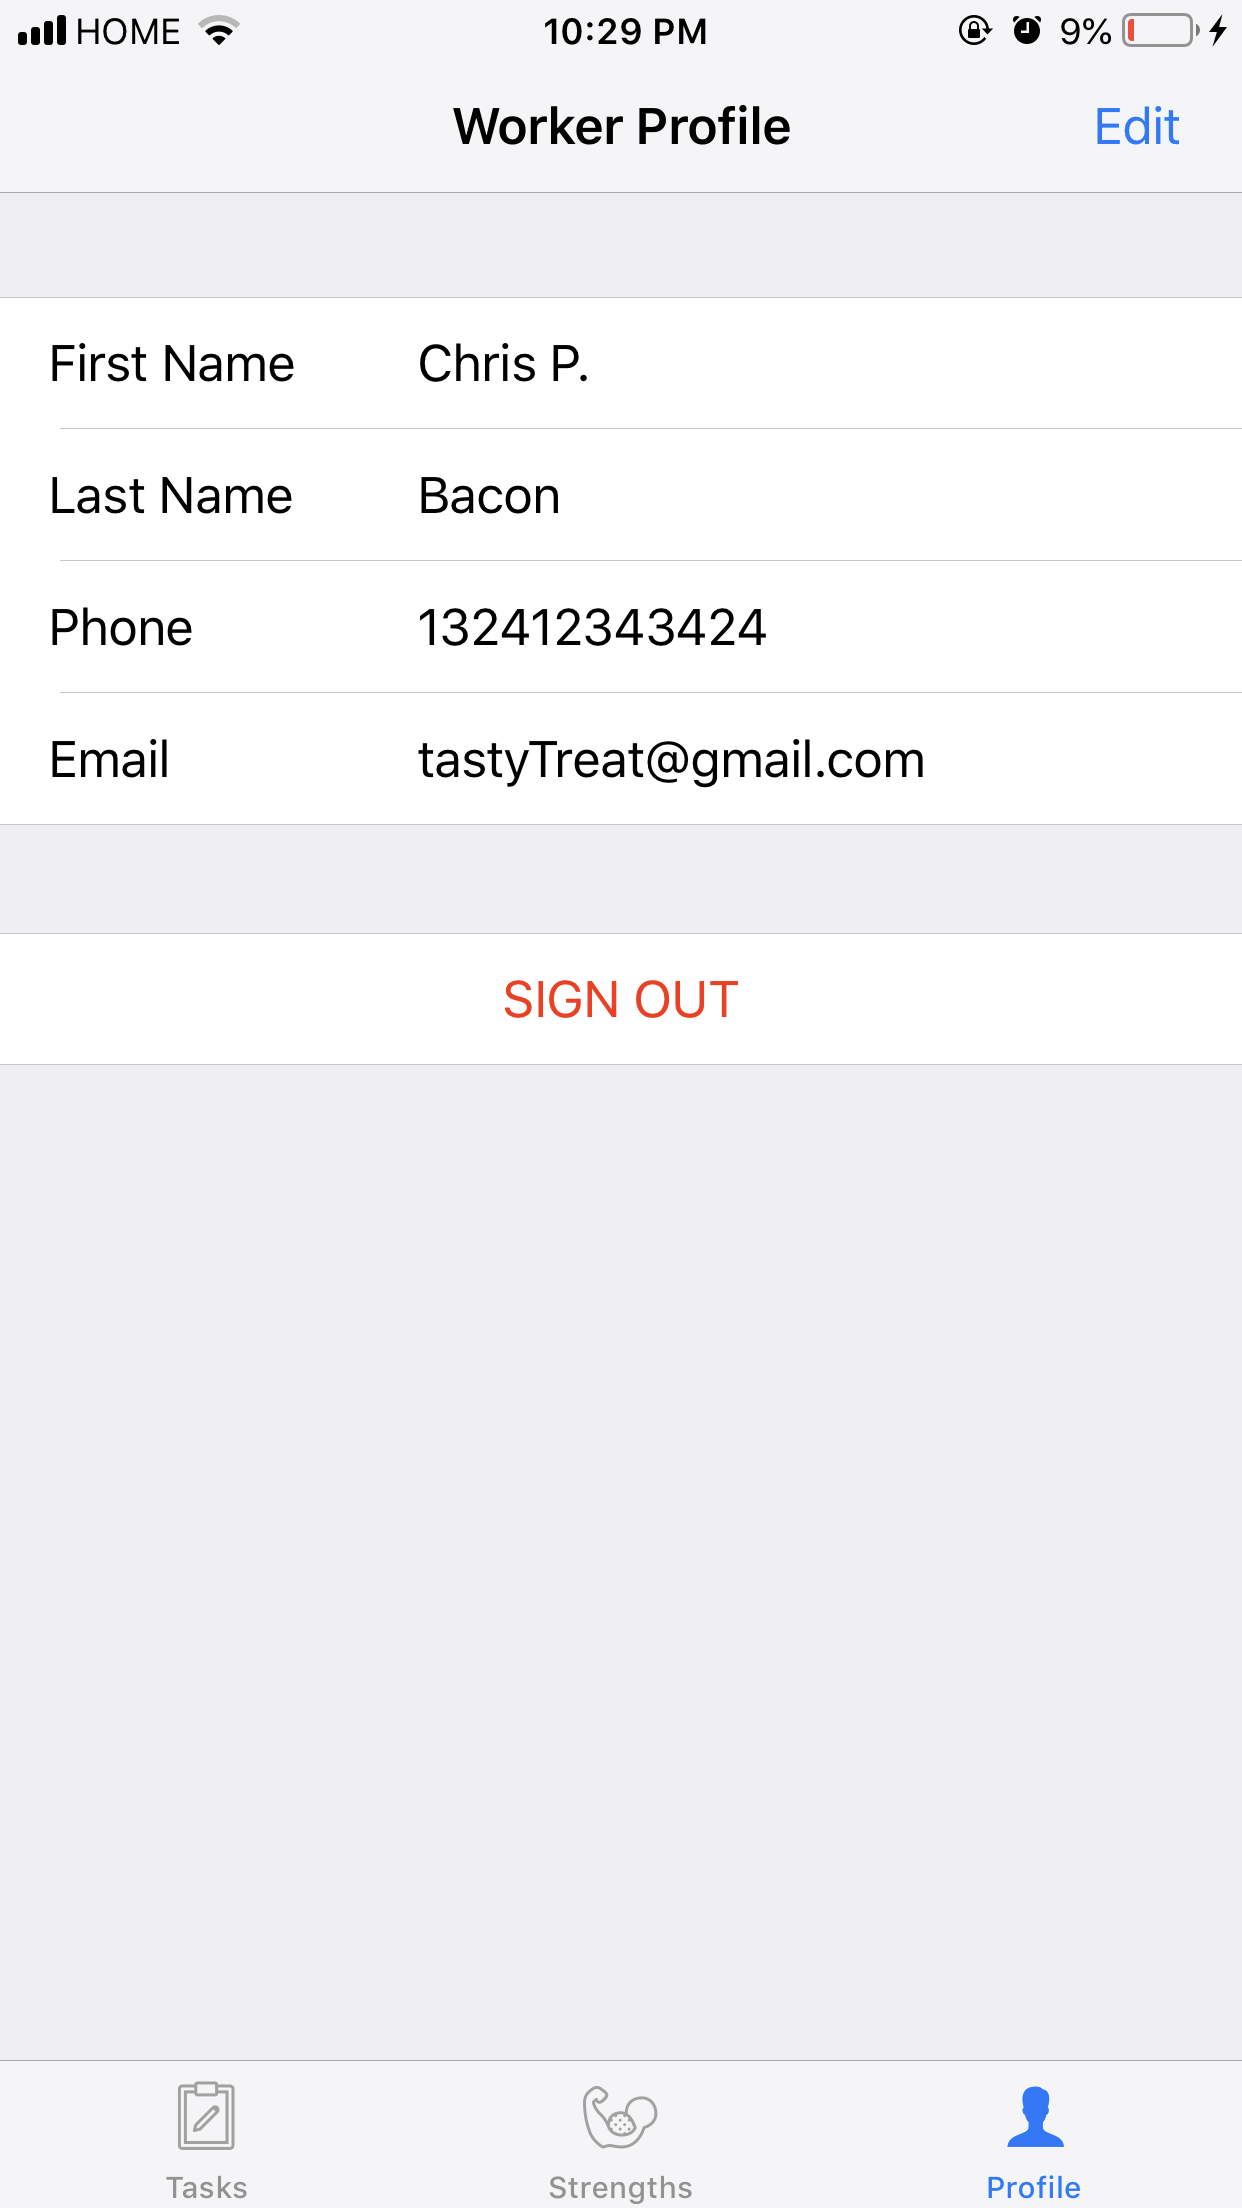 HOME 10:29 PM 9%
Worker Profile Edit
First Name Chris P.
Last Name Bacon
Phone 132412343424
Email tastyTreat@gmail.com
SIGN OUT
Tasks Strengths Profile